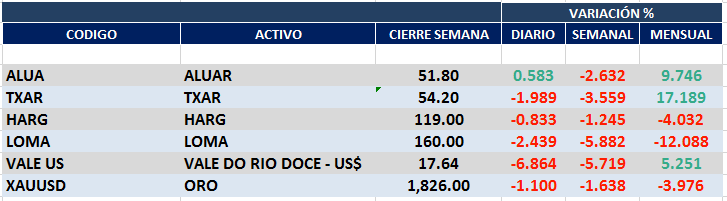 VARIACIÓN %
CODIGO ACTIVO CIERRE SEMANA DIARIO SEMANAL MENSUAL
ALUA ALUAR 51.80 0.583 -2.632 9.746
TXAR TXAR 54.20 -1.989 -3.559 17.189
HARG HARG 119.00 -0.833 -1.245 -4.032
LOMA LOMA 160.00 -2.439 -5.882 -12.088
VALE US VALE DO RIO DOCE - US$ 17.64 -6.864 -5.719 5.251
XAUUSD ORO 1,826.00 -1.100 -1.638 -3.976